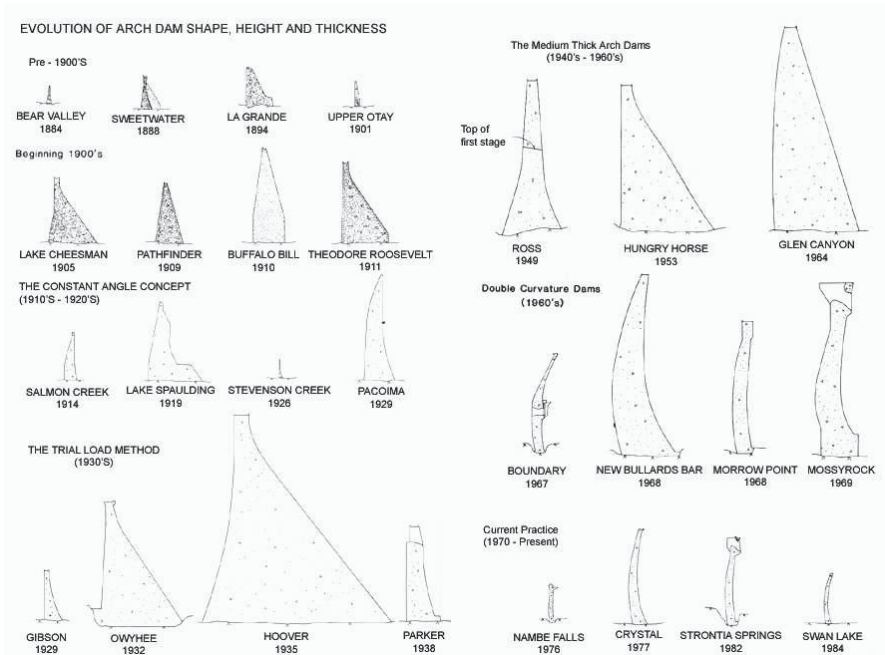 EVOLUTION OF ARCH DAM SHAPE, HEIGHT AND THICKNESS
Pre - 1900'S
BEAR VALLEY
1884
SWEETWATER
1888
LA GRANDE
1894
UPPER OTAY
1901
Beginning 1900's
LAKE CHEESMAN
1905
PATHFINDER
1909
BUFFALO BILL
1910
THEODORE ROOSEVELT
1911
THE CONSTANT ANGLE CONCEPT
(1910'S - 1920'S)
SALMON CREEK
1914
LAKE SPAULDING
1919
STEVENSON CREEK
1926
PACOIMA
1929
THE TRIAL LOAD METHOD
(1930'S)
GIBSON
1929
OWYHEE
1932
HOOVER
1935
PARKER
1938
The Medium Thick Arch Dams
(1940's - 1960's)
Top of
first stage
ROSS
1949
HUNGRY HORSE
1953
GLEN CANYON
1964
Double Curvature Dams
(1960's)
BOUNDARY
1967
NEW BULLARDS BAR
1968
MORROW POINT
1968
MOSSYROCK
1969
Current Practice
(1970 - Present)
NAMBE FALLS
1976
CRYSTAL
1977
STRONTIA SPRINGS
1982
SWAN LAKE
1984